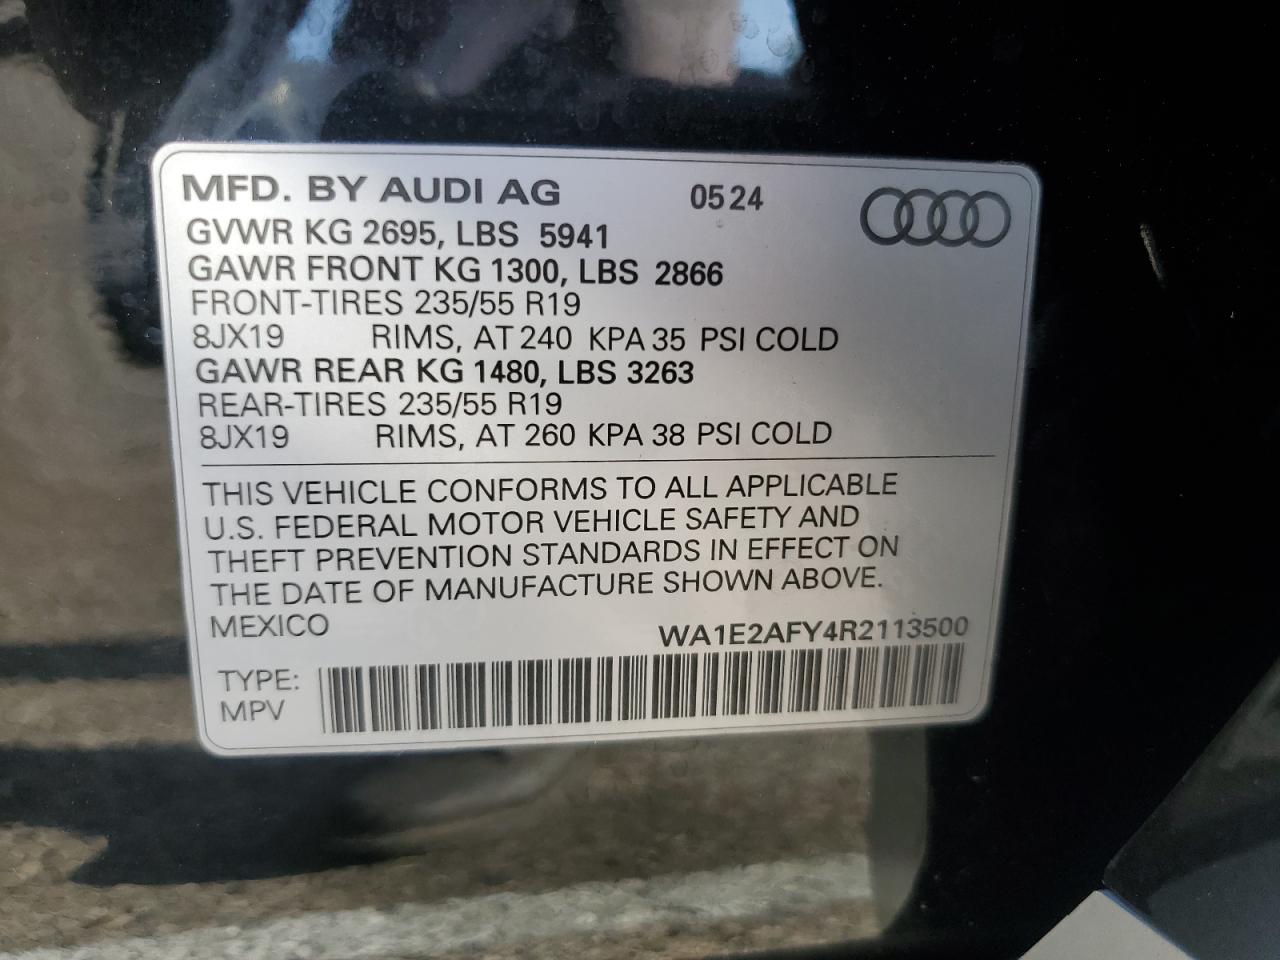 MFD. BY AUDI AG 0524
GVWR KG 2695, LBS 5941
GAWR FRONT KG 1300, LBS 2866
FRONT-TIRES 235/55 R19
8JX19 RIMS, AT 240 KPA 35 PSI COLD
GAWR REAR KG 1480, LBS 3263
REAR-TIRES 235/55 R19
8JX19 RIMS, AT 260 KPA 38 PSI COLD
THIS VEHICLE CONFORMS TO ALL APPLICABLE
U.S. FEDERAL MOTOR VEHICLE SAFETY AND
THEFT PREVENTION STANDARDS IN EFFECT ON
THE DATE OF MANUFACTURE SHOWN ABOVE.
MEXICO WA1E2AFY4R2113500
TYPE:
MPV